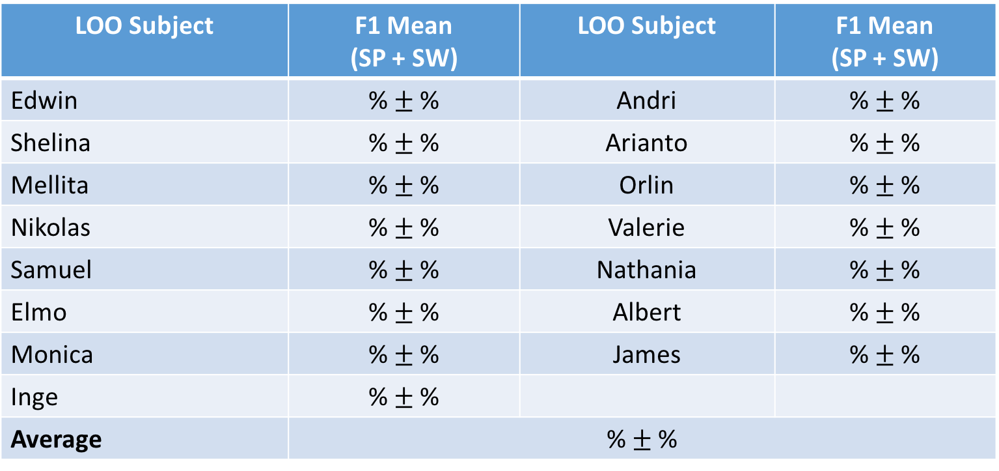 LOO Subject F1 Mean LOO Subject F1 Mean
(SP + SW) (SP + SW)
Edwin % ± % Andri % ± %
Shelina % ± % Arianto % ± %
Mellita % ± % Orlin % ± %
Nikolas % ± % Valerie % ± %
Samuel % ± % Nathania % ± %
Elmo % ± % Albert % ± %
Monica % ± % James % ± %
Inge % ± %
Average % ± %